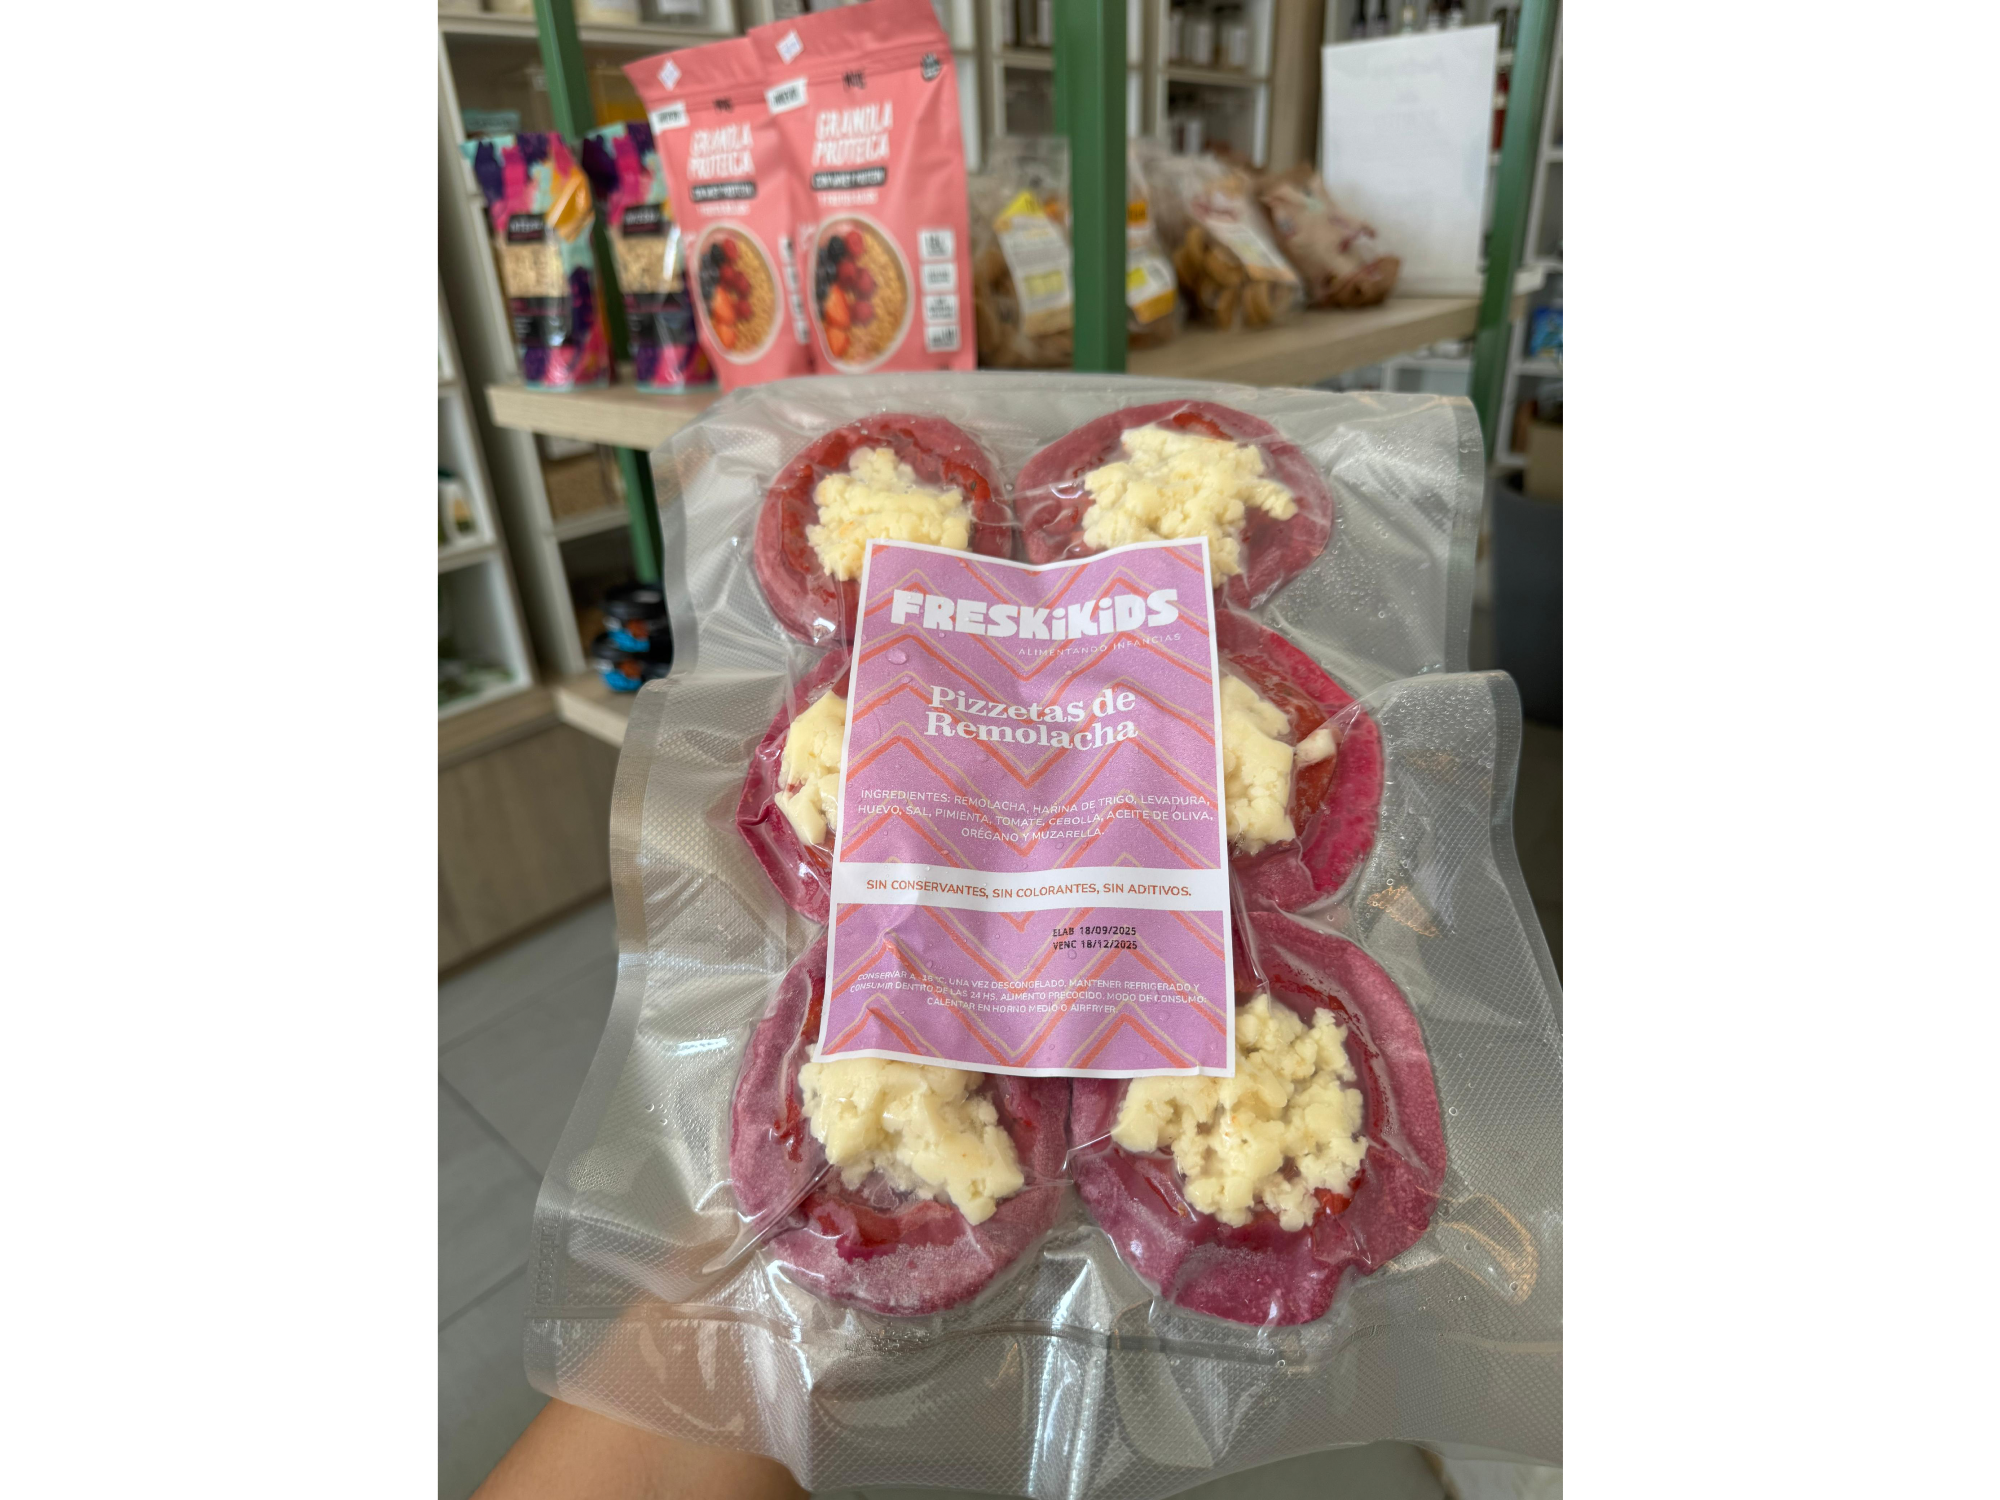 GRANOLA
PROTEICA
GRANOLA
PROTEICA
FRESKiKiDS
ALIMENTANDO INFANCIAS
Pizzetas de
Remolacha
INGREDIENTES: REMOLACHA, HARINA DE TRIGO, LEVADURA,
HUEVO, SAL, PIMIENTA, TOMATE, CEBOLLA, ACEITE DE OLIVA,
ORÉGANO Y MUZARELLA.
SIN CONSERVANTES, SIN COLORANTES, SIN ADITIVOS.
ELAB 18/09/2025
VENC 18/12/2025
CONSERVAR A -18°C. UNA VEZ DESCONGELADO, MANTENER REFRIGERADO Y
CONSUMIR DENTRO DE LAS 24 HS. ALIMENTO PRECOCIDO. MODO DE CONSUMO:
CALENTAR EN HORNO MEDIO O AIRFRYER